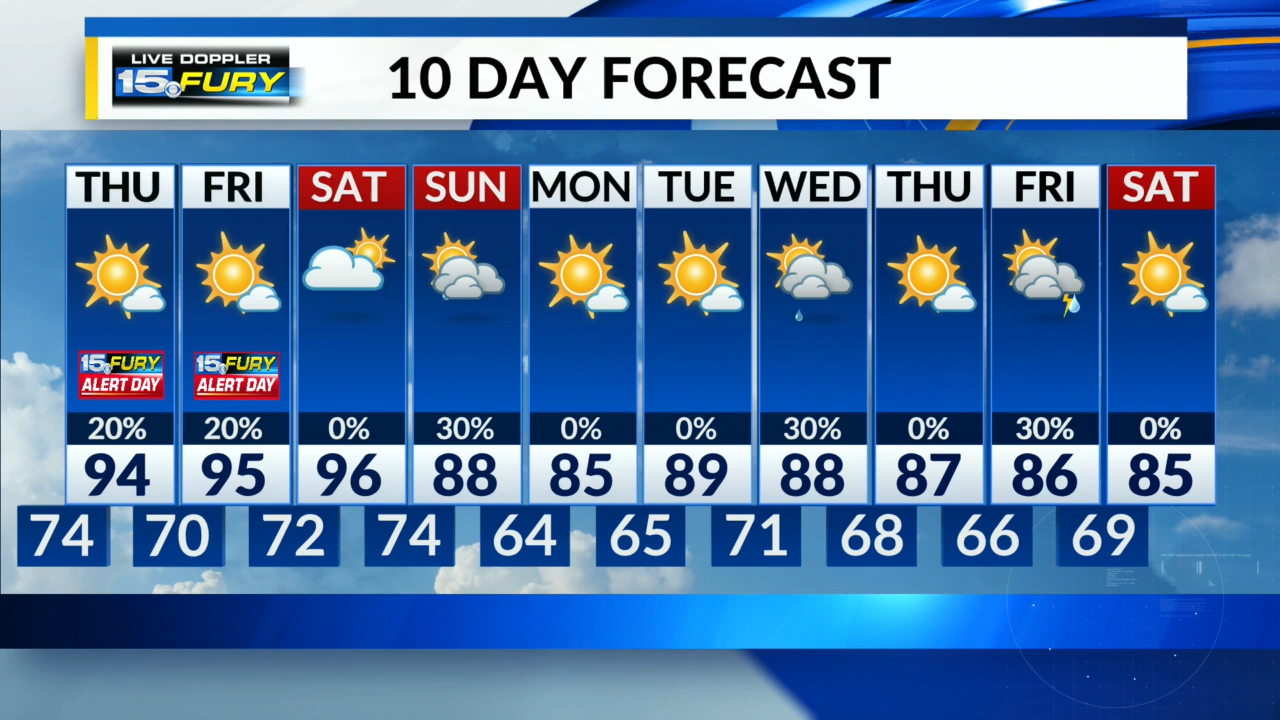 LIVE DOPPLER
15 FURY
10 DAY FORECAST
THU FRI SAT SUN MON TUE WED THU FRI SAT
15 FURY 15 FURY
ALERT DAY ALERT DAY
20% 20% 0% 30% 0% 0% 30% 0% 30% 0%
94 95 96 88 85 89 88 87 86 85
74 70 72 74 64 65 71 68 66 69